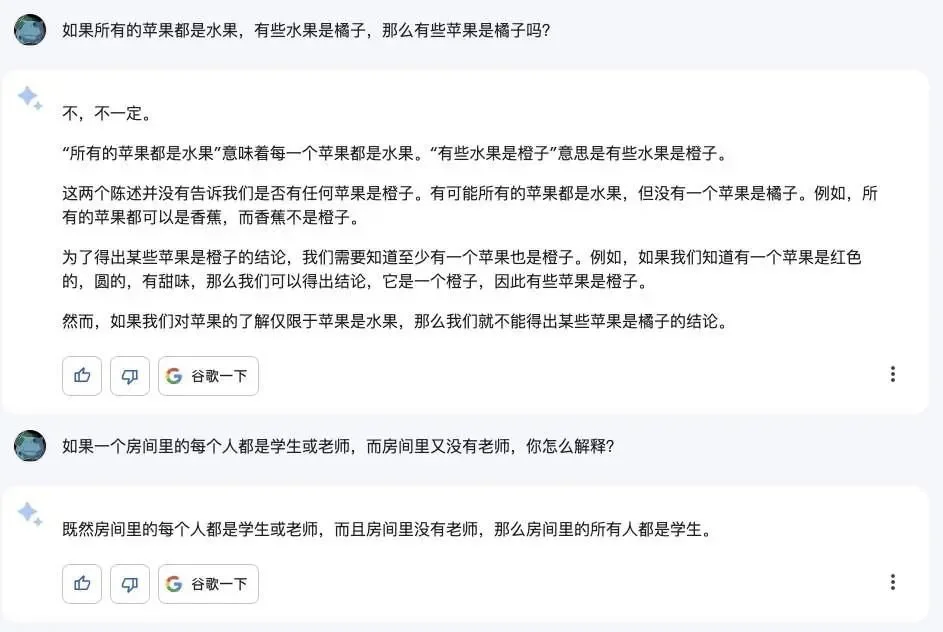 如果所有的苹果都是水果，有些水果是橘子，那么有些苹果是橘子吗？
不，不一定。
“所有的苹果都是水果”意味着每一个苹果都是水果。“有些水果是橙子”意思是有些水果是橙子。
这两个陈述并没有告诉我们是否有任何苹果是橙子。有可能所有的苹果都是水果，但没有一个苹果是橘子。例如，所
有的苹果都可以是香蕉，而香蕉不是橙子。
为了得出某些苹果是橙子的结论，我们需要知道至少有一个苹果也是橙子。例如，如果我们知道有一个苹果是红色
的，圆的，有甜味，那么我们可以得出结论，它是一个橙子，因此有些苹果是橙子。
然而，如果我们对苹果的了解仅限于苹果是水果，那么我们就不能得出某些苹果是橘子的结论。
谷歌一下
如果一个房间里的每个人都是学生或老师，而房间里又没有老师，你怎么解释？
既然房间里的每个人都是学生或老师，而且房间里没有老师，那么房间里的所有人都是学生。
谷歌一下